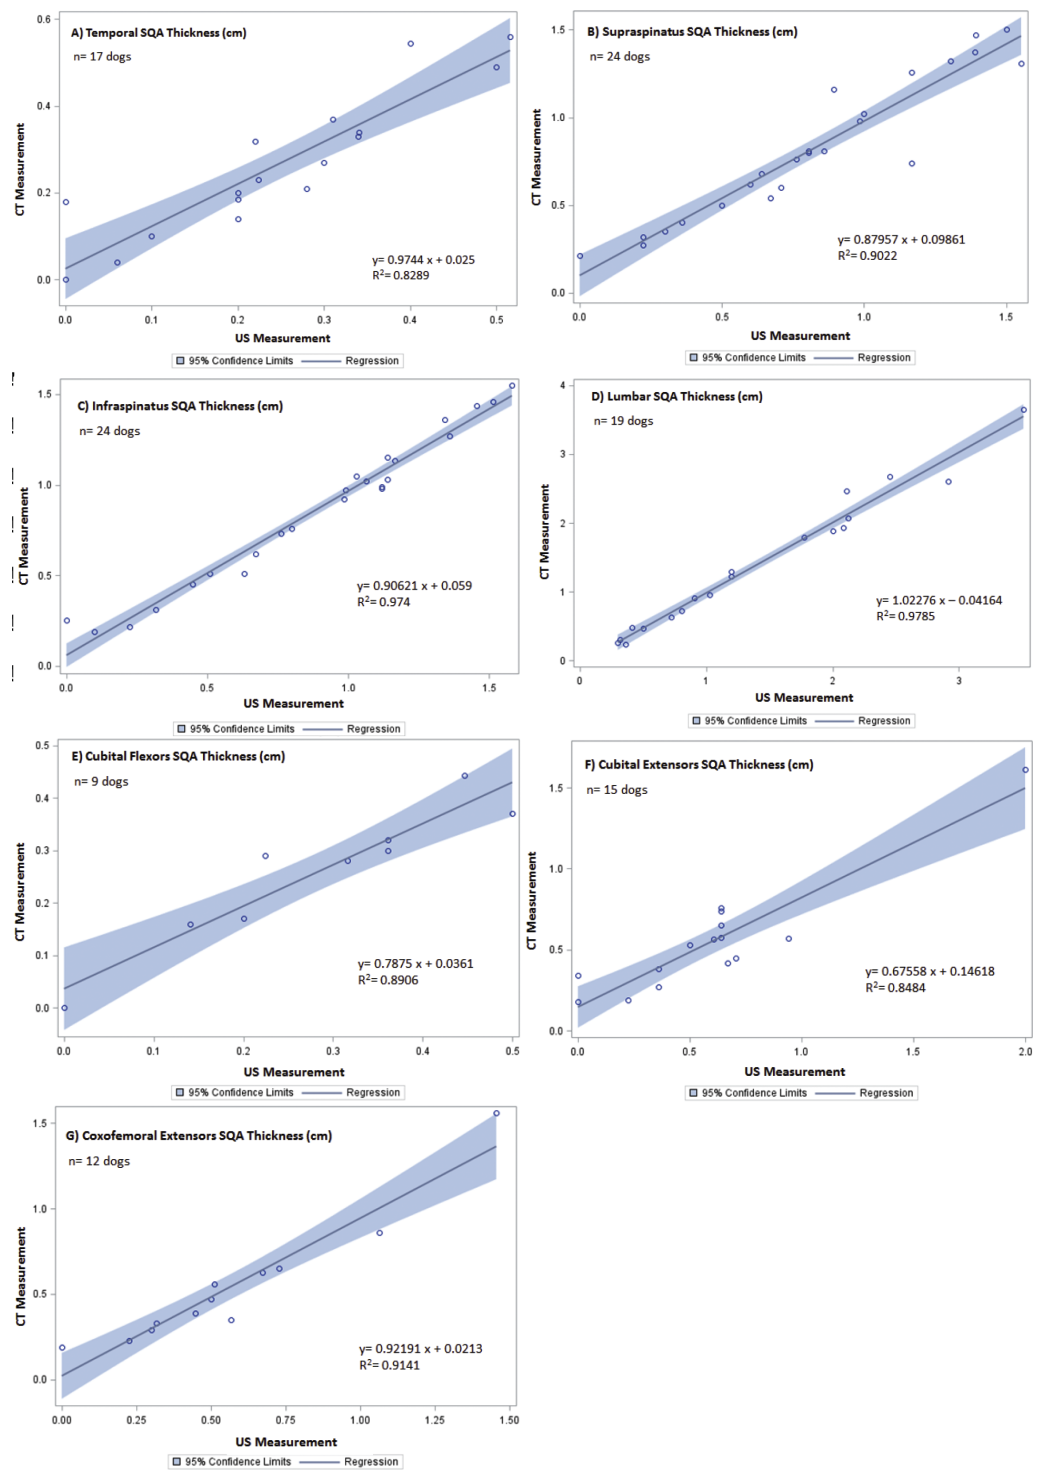 A) Temporal SQA Thickness (cm)
n= 17 dogs
0.6
0.4
0.2
0.0
CT Measurement
y= 0.9744 x + 0.025
R²= 0.8289
0.0 0.1 0.2 0.3 0.4 0.5
US Measurement
95% Confidence Limits Regression
B) Supraspinatus SQA Thickness (cm)
n= 24 dogs
1.5
1.0
0.5
0.0
CT Measurement
y= 0.87957 x + 0.09861
R²= 0.9022
0.0 0.5 1.0 1.5
US Measurement
95% Confidence Limits Regression
C) Infraspinatus SQA Thickness (cm)
n= 24 dogs
1.5
1.0
0.5
0.0
CT Measurement
y= 0.90621 x + 0.059
R²= 0.974
0.0 0.5 1.0 1.5
US Measurement
95% Confidence Limits Regression
D) Lumbar SQA Thickness (cm)
n= 19 dogs
4
3
2
1
0
CT Measurement
y= 1.02276 x – 0.04164
R²= 0.9785
0 1 2 3
US Measurement
95% Confidence Limits Regression
E) Cubital Flexors SQA Thickness (cm)
n= 9 dogs
0.5
0.4
0.3
0.2
0.1
0.0
CT Measurement
y= 0.7875 x + 0.0361
R²= 0.8906
0.0 0.1 0.2 0.3 0.4 0.5
US Measurement
95% Confidence Limits Regression
F) Cubital Extensors SQA Thickness (cm)
n= 15 dogs
1.5
1.0
0.5
0.0
CT Measurement
y= 0.67558 x + 0.14618
R²= 0.8484
0.0 0.5 1.0 1.5 2.0
US Measurement
95% Confidence Limits Regression
G) Coxofemoral Extensors SQA Thickness (cm)
n= 12 dogs
1.5
1.0
0.5
0.0
CT Measurement
y= 0.92191 x + 0.0213
R²= 0.9141
0.00 0.25 0.50 0.75 1.00 1.25 1.50
US Measurement
95% Confidence Limits Regression